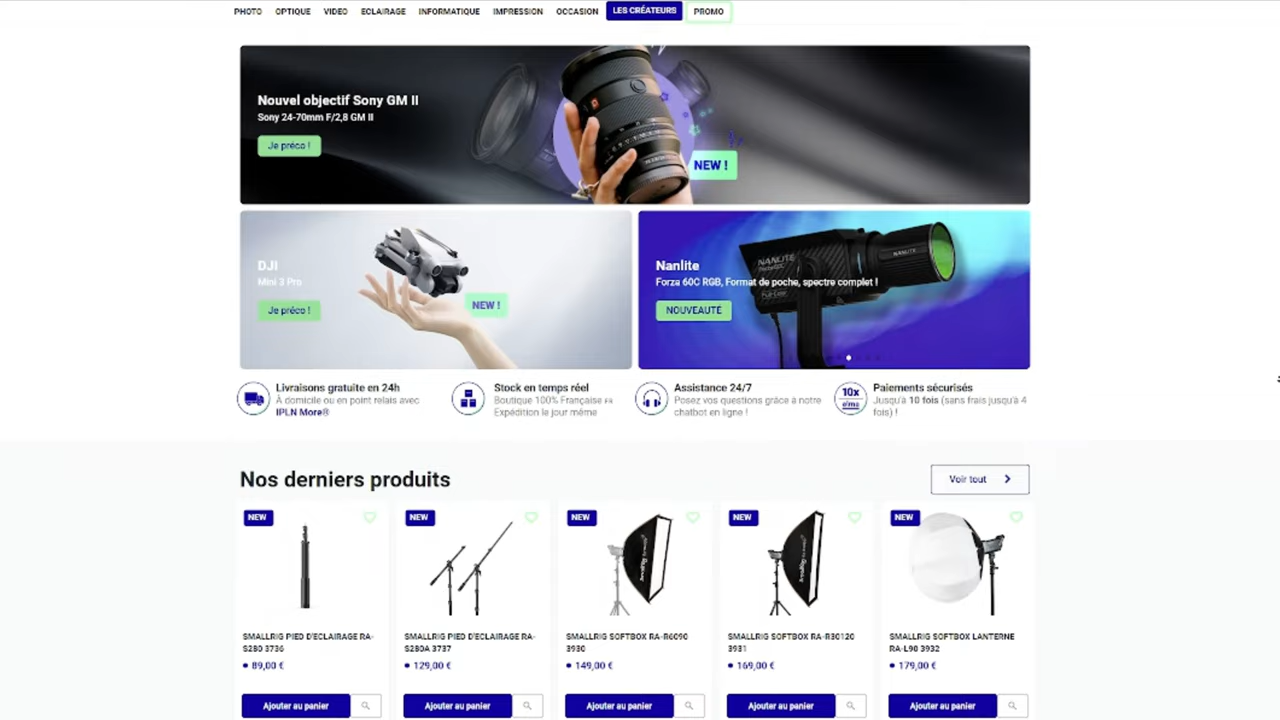 PHOTO OPTIQUE VIDEO ECLAIRAGE INFORMATIQUE IMPRESSION OCCASION LES CRÉATEURS PROMO
Nouvel objectif Sony GM II
Sony 24-70mm F/2,8 GM II
Je préco !
NEW !
DJI
Mini 3 Pro
Je préco !
NEW !
NANLITE
NANLITE
Nanlite
Forza 60C RGB, Format de poche, spectre complet !
NOUVEAUTÉ
Livraisons gratuite en 24h
À domicile ou en point relais avec
IPLN More®
Stock en temps réel
Boutique 100% Française FR
Expédition le jour même
Assistance 24/7
Posez vos questions grâce à notre
chatbot en ligne !
10x
Paiements sécurisés
Jusqu'à 10 fois (sans frais jusqu'à 4
fois) !
Nos derniers produits
Voir tout
NEW
NEW
NEW
NEW
NEW
SMALLRIG PIED D'ECLAIRAGE RA-
S280 3736
89,00 €
SMALLRIG PIED D'ECLAIRAGE RA-
S280A 3737
129,00 €
SMALLRIG SOFTBOX RA-R6090
3930
149,00 €
SMALLRIG SOFTBOX RA-R30120
3931
169,00 €
SMALLRIG SOFTBOX LANTERNE
RA-L90 3932
179,00 €
Ajouter au panier
Ajouter au panier
Ajouter au panier
Ajouter au panier
Ajouter au panier